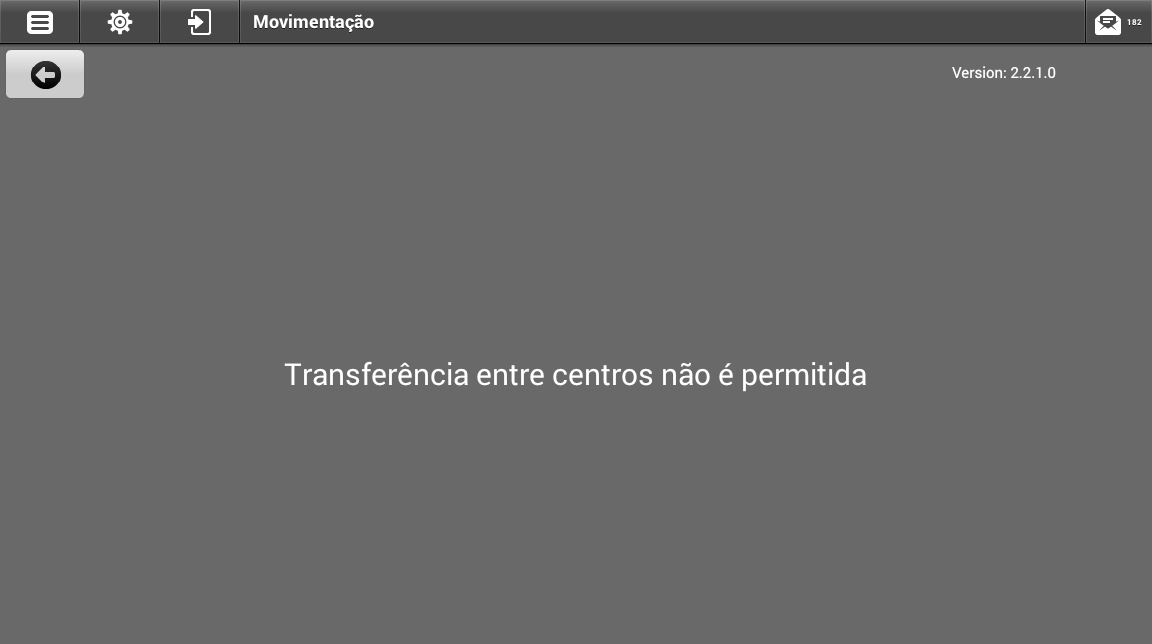 Movimentação
182
Version: 2.2.1.0
Transferência entre centros não é permitida